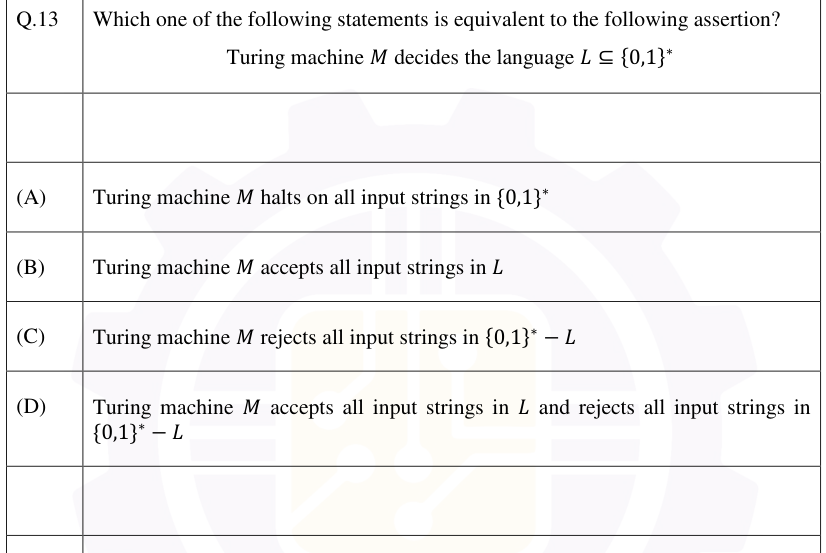 Q.13 Which one of the following statements is equivalent to the following assertion?
Turing machine M decides the language L ⊆ {0,1}*
(A) Turing machine M halts on all input strings in {0,1}*
(B) Turing machine M accepts all input strings in L
(C) Turing machine M rejects all input strings in {0,1}* − L
(D) Turing machine M accepts all input strings in L and rejects all input strings in
{0,1}* − L